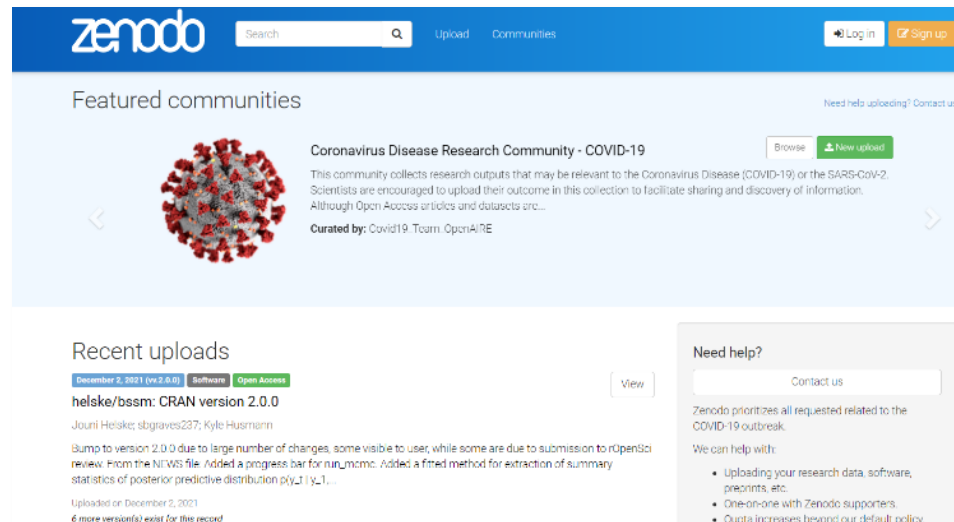 zenodo
Search
Upload
Communities
Log in
Sign up
Featured communities
Need help uploading? Contact us
Coronavirus Disease Research Community - COVID-19
Browse
New upload
This community collects research outputs that may be relevant to the Coronavirus Disease (COVID-19) or the SARS-CoV-2.
Scientists are encouraged to upload their outcome in this collection to facilitate sharing and discovery of information.
Although Open Access articles and datasets are...
Curated by: Covid19_Team_OpenAIRE
Recent uploads
December 2, 2021 (vv.2.0.0) Software Open Access
View
helske/bssm: CRAN version 2.0.0
Jouni Helske; sbgraves237; Kyle Husmann
Bump to version 2.0.0 due to large number of changes, some visible to user, while some are due to submission to rOpenSci
review. From the NEWS file: Added a progress bar for run_mcmc. Added a fitted method for extraction of summary
statistics of posterior predictive distribution p(y_t | y_1,...
Uploaded on December 2, 2021
6 more version(s) exist for this record
Need help?
Contact us
Zenodo prioritizes all requested related to the
COVID-19 outbreak.
We can help with:
• Uploading your research data, software,
preprints, etc.
• One-on-one with Zenodo supporters.
• Quota increases beyond our default policy.